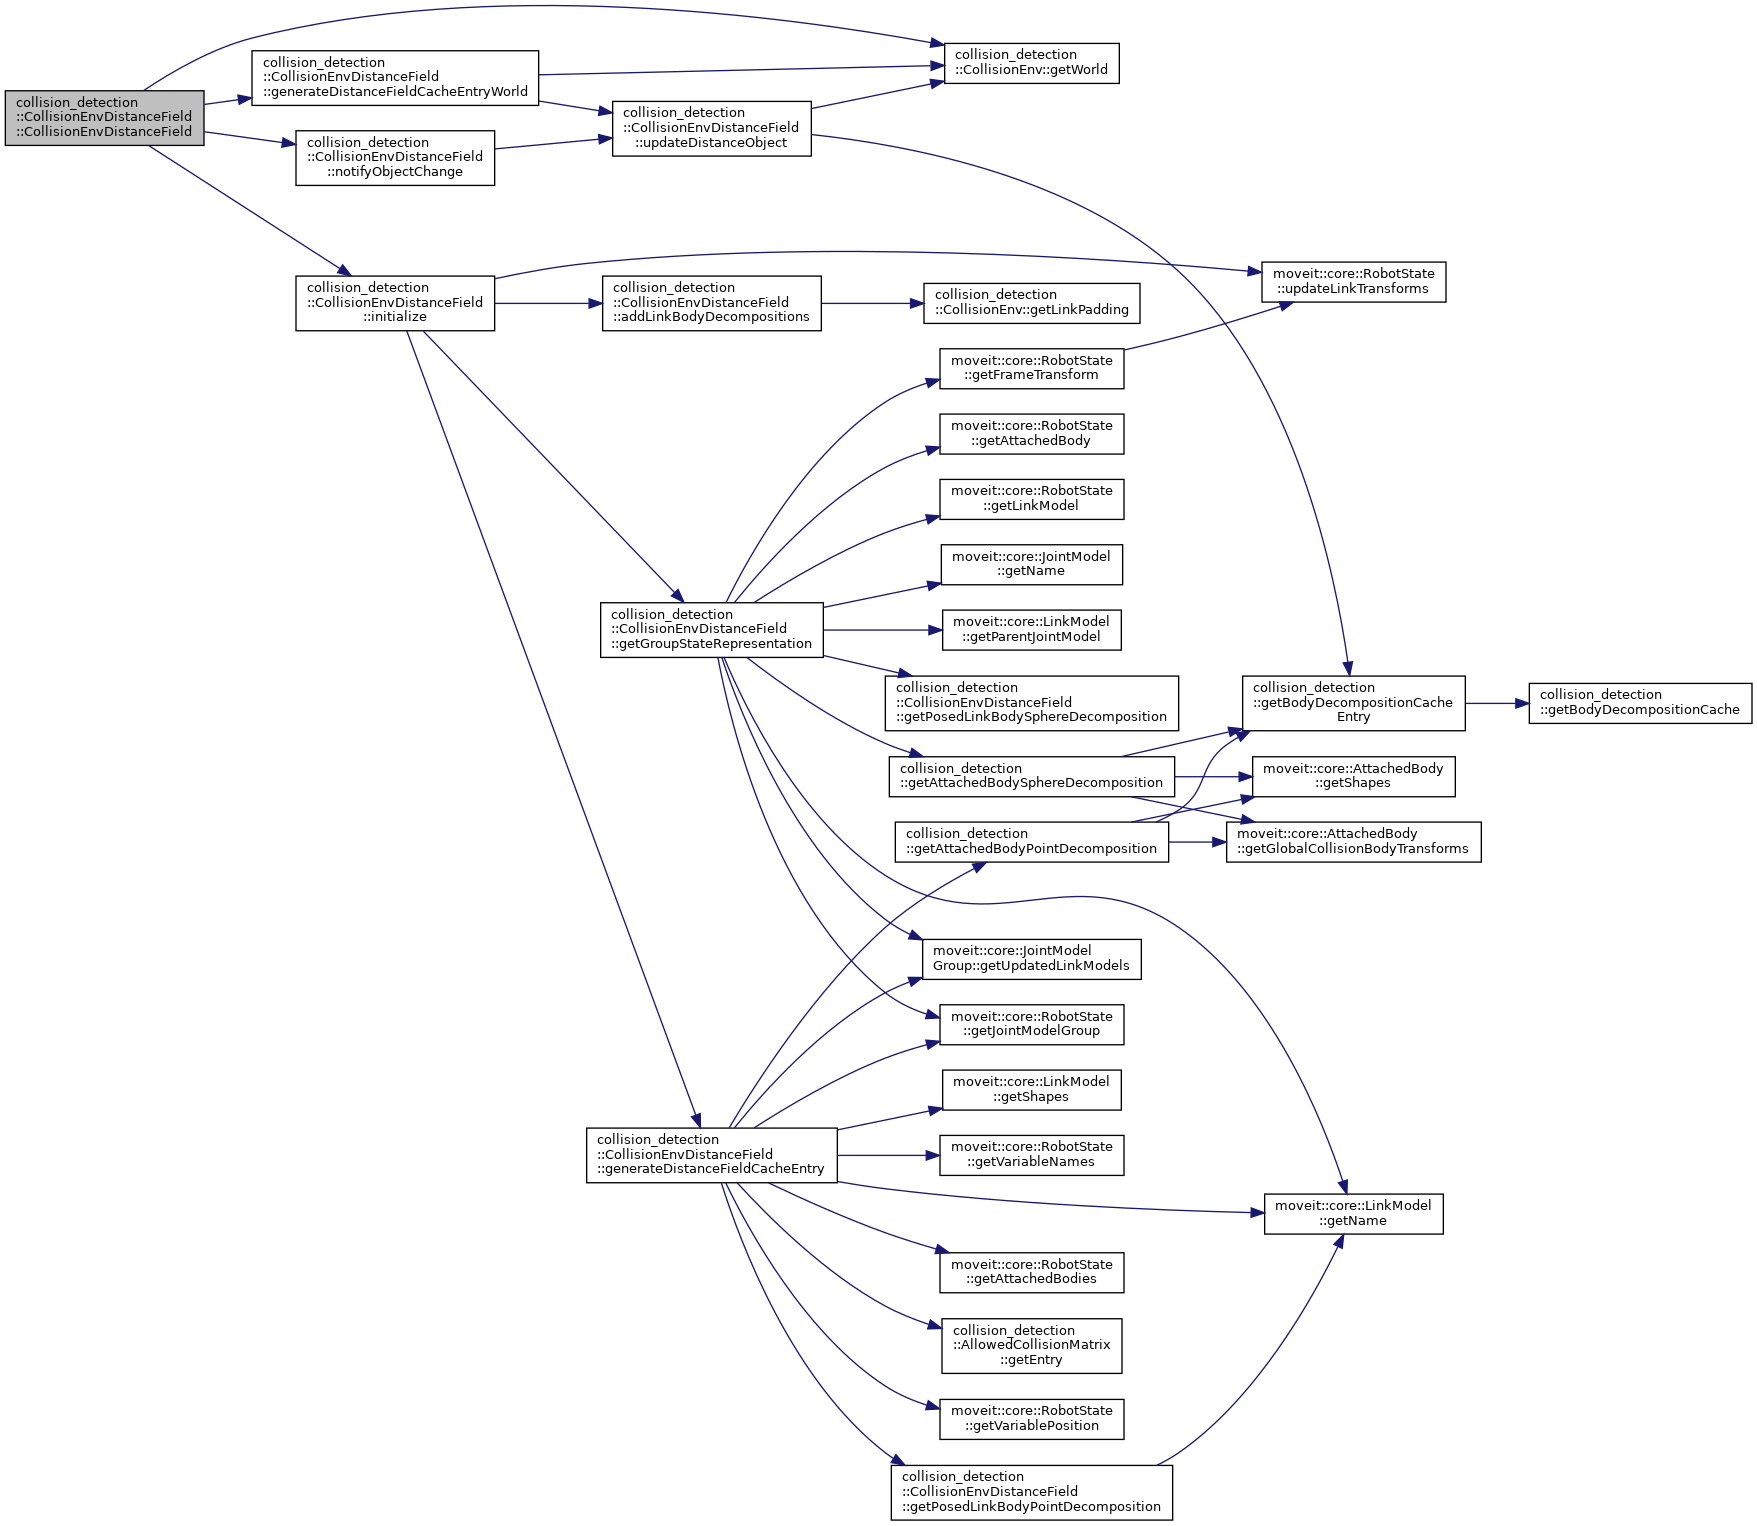 collision_detection
::CollisionEnvDistanceField
::CollisionEnvDistanceField
collision_detection
::CollisionEnvDistanceField
::generateDistanceFieldCacheEntryWorld
collision_detection
::CollisionEnv::getWorld
collision_detection
::CollisionEnvDistanceField
::updateDistanceObject
collision_detection
::CollisionEnvDistanceField
::notifyObjectChange
collision_detection
::CollisionEnvDistanceField
::initialize
moveit::core::RobotState
::updateLinkTransforms
collision_detection
::CollisionEnvDistanceField
::addLinkBodyDecompositions
collision_detection
::CollisionEnv::getLinkPadding
moveit::core::RobotState
::getFrameTransform
moveit::core::RobotState
::getAttachedBody
moveit::core::RobotState
::getLinkModel
moveit::core::JointModel
::getName
collision_detection
::CollisionEnvDistanceField
::getGroupStateRepresentation
moveit::core::LinkModel
::getParentJointModel
collision_detection
::CollisionEnvDistanceField
::getPosedLinkBodySphereDecomposition
collision_detection
::getBodyDecompositionCache
Entry
collision_detection
::getBodyDecompositionCache
collision_detection
::getAttachedBodySphereDecomposition
moveit::core::AttachedBody
::getShapes
collision_detection
::getAttachedBodyPointDecomposition
moveit::core::AttachedBody
::getGlobalCollisionBodyTransforms
moveit::core::JointModel
Group::getUpdatedLinkModels
moveit::core::RobotState
::getJointModelGroup
moveit::core::LinkModel
::getShapes
collision_detection
::CollisionEnvDistanceField
::generateDistanceFieldCacheEntry
moveit::core::RobotState
::getVariableNames
moveit::core::LinkModel
::getName
moveit::core::RobotState
::getAttachedBodies
collision_detection
::AllowedCollisionMatrix
::getEntry
moveit::core::RobotState
::getVariablePosition
collision_detection
::CollisionEnvDistanceField
::getPosedLinkBodyPointDecomposition